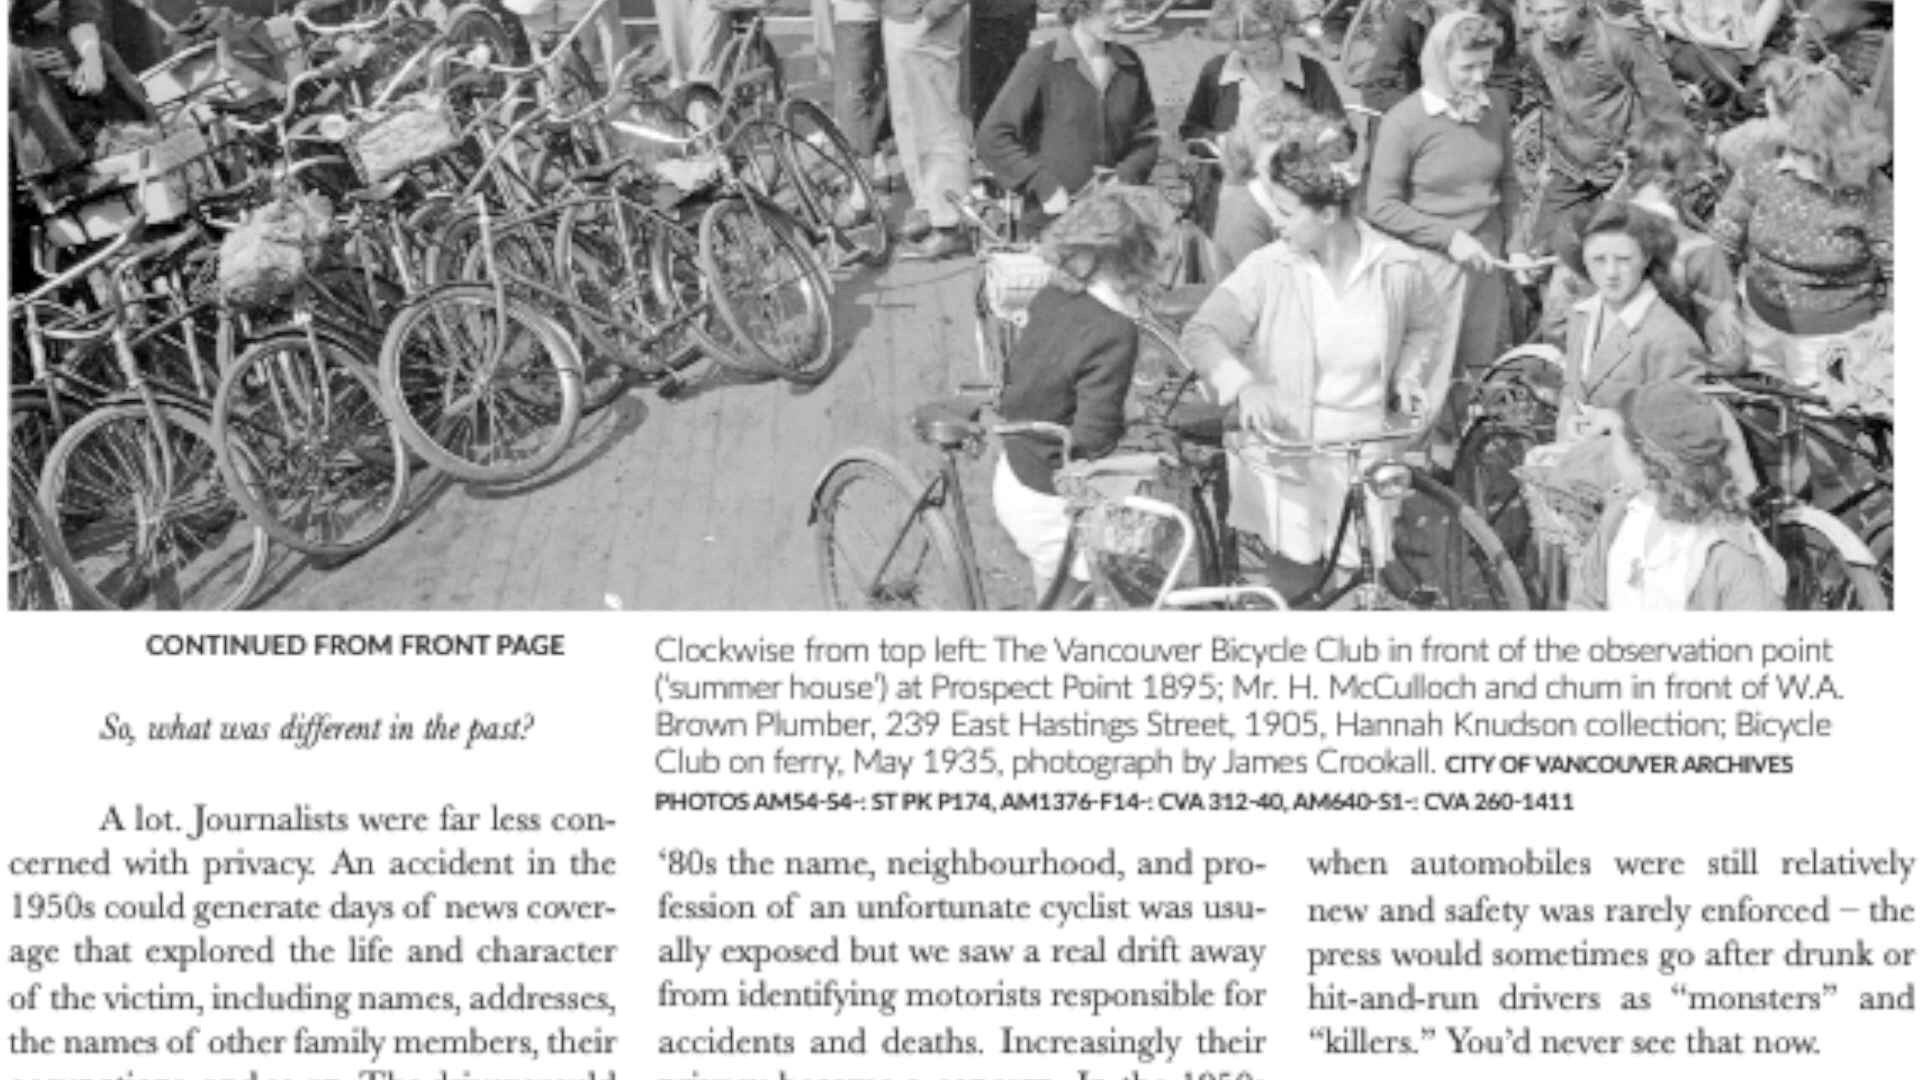 CONTINUED FROM FRONT PAGE
So, what was different in the past?
A lot. Journalists were far less con-
cerned with privacy. An accident in the
1950s could generate days of news cover-
age that explored the life and character
of the victim, including names, addresses,
the names of other family members, their
Clockwise from top left: The Vancouver Bicycle Club in front of the observation point
('summer house') at Prospect Point 1895; Mr. H. McCulloch and chum in front of W.A.
Brown Plumber, 239 East Hastings Street, 1905, Hannah Knudson collection; Bicycle
Club on ferry, May 1935, photograph by James Crookall. CITY OF VANCOUVER ARCHIVES
PHOTOS AM54-S4-: ST PK P174, AM1376-F14-: CVA 312-40, AM640-S1-: CVA 260-1411
‘80s the name, neighbourhood, and pro-
fession of an unfortunate cyclist was usu-
ally exposed but we saw a real drift away
from identifying motorists responsible for
accidents and deaths. Increasingly their
when automobiles were still relatively
new and safety was rarely enforced – the
press would sometimes go after drunk or
hit-and-run drivers as “monsters” and
“killers.” You’d never see that now.